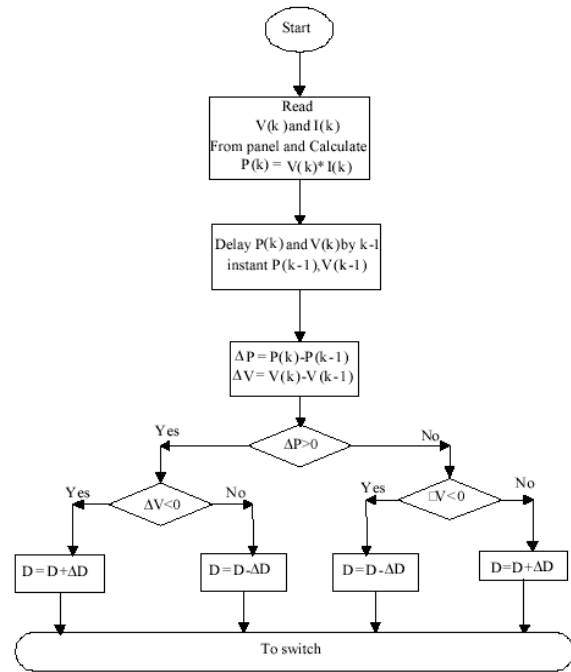 Start
Read
V(k) and I(k)
From panel and Calculate
P(k) = V(k)* I(k)
Delay P(k) and V(k) by k-1
instant P(k-1),V(k-1)
ΔP = P(k)-P(k-1)
ΔV= V(k)-V(k-1)
Yes
ΔP>0
No
Yes
ΔV<0
No
Yes
□V<0
No
D=D+ΔD
D=D-ΔD
D=D-ΔD
D=D+ΔD
To switch